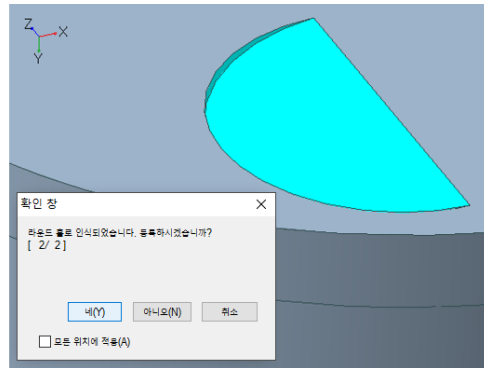 Z
X
Y
확인 창
라운드 홀로 인식되었습니다. 등록하시겠습니까?
[ 2/ 2]
네(Y) 아니오(N) 취소
모든 위치에 적용(A)